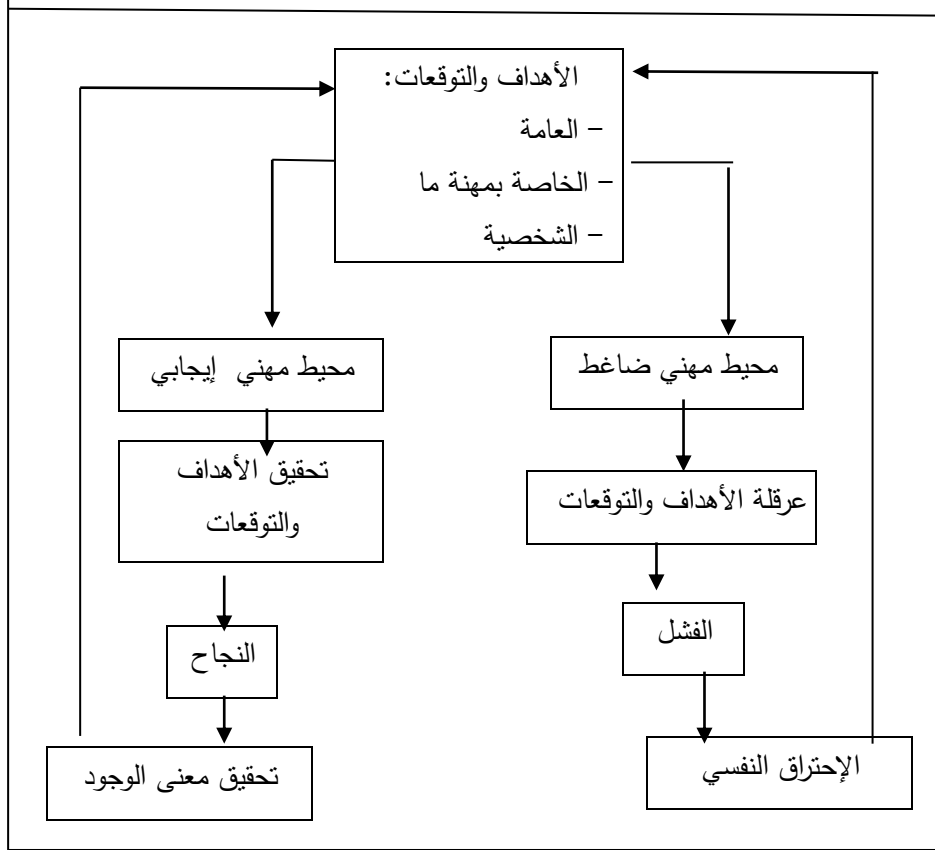 الأهداف والتوقعات:
– العامة
– الخاصة بمهنة ما
– الشخصية
محيط مهني ضاغط
عرقلة الأهداف والتوقعات
الفشل
الإحتراق النفسي
محيط مهني إيجابي
تحقيق الأهداف
والتوقعات
النجاح
تحقيق معنى الوجود